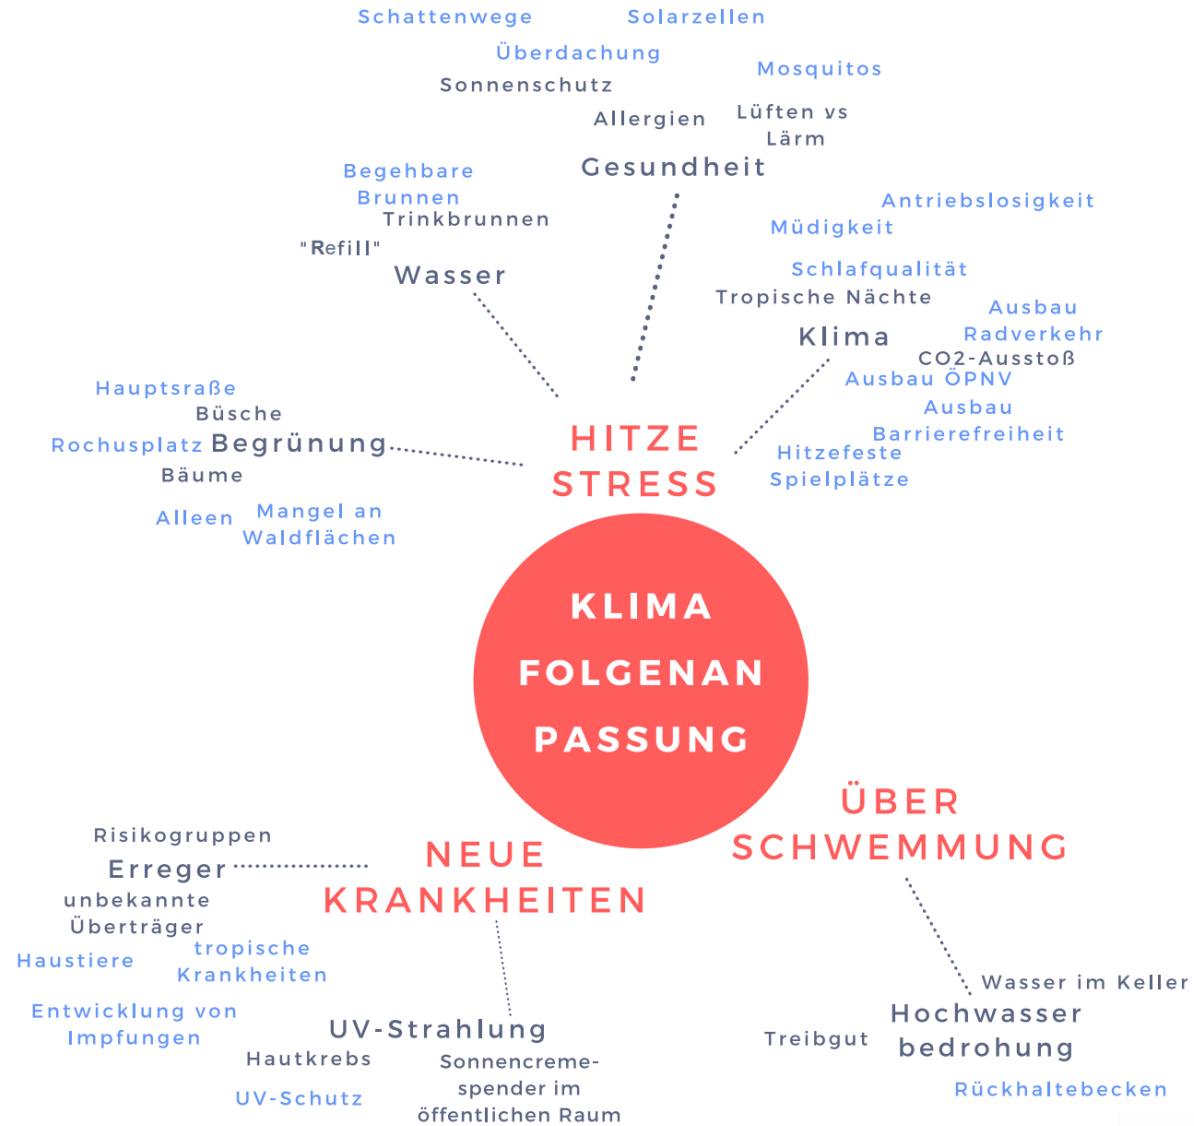 Schattenwege
Solarzellen
Überdachung
Sonnenschutz
Mosquitos
Allergien
Lüften vs
Lärm
Gesundheit
Begehbare
Brunnen
Trinkbrunnen
"Refill"
Wasser
Antriebslosigkeit
Müdigkeit
Schlafqualität
Tropische Nächte
Klima
Ausbau
Radverkehr
CO2-Ausstoß
Ausbau ÖPNV
Ausbau
Barrierefreiheit
Hitzefeste
Spielplätze
Hauptsraße
Büsche
Rochusplatz
Begrünung
Bäume
Alleen
Mangel an
Waldflächen
HITZE
STRESS
KLIMA
FOLGENAN
PASSUNG
ÜBER
SCHWEMMUNG
NEUE
KRANKHEITEN
Risikogruppen
Erreger
unbekannte
Überträger
Haustiere
tropische
Krankheiten
Entwicklung von
Impfungen
UV-Strahlung
Hautkrebs
UV-Schutz
Sonnencreme-
spender im
öffentlichen Raum
Wasser im Keller
Hochwasser
bedrohung
Treibgut
Rückhaltebecken